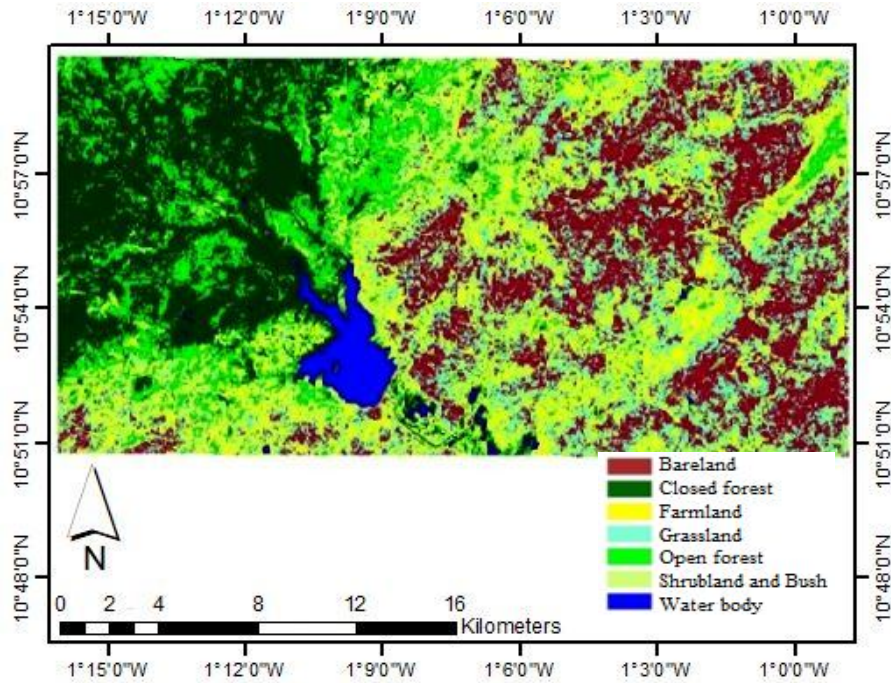 1°15'0"W 1°12'0"W 1°9'0"W 1°6'0"W 1°3'0"W 1°0'0"W
10°57'0"N 10°57'0"N
10°54'0"N 10°54'0"N
10°51'0"N 10°51'0"N
Bareland
Closed forest
Farmland
Grassland
Open forest
Shrubland and Bush
Water body
N
10°48'0"N 10°48'0"N
0 2 4 8 12 16
Kilometers
1°15'0"W 1°12'0"W 1°9'0"W 1°6'0"W 1°3'0"W 1°0'0"W